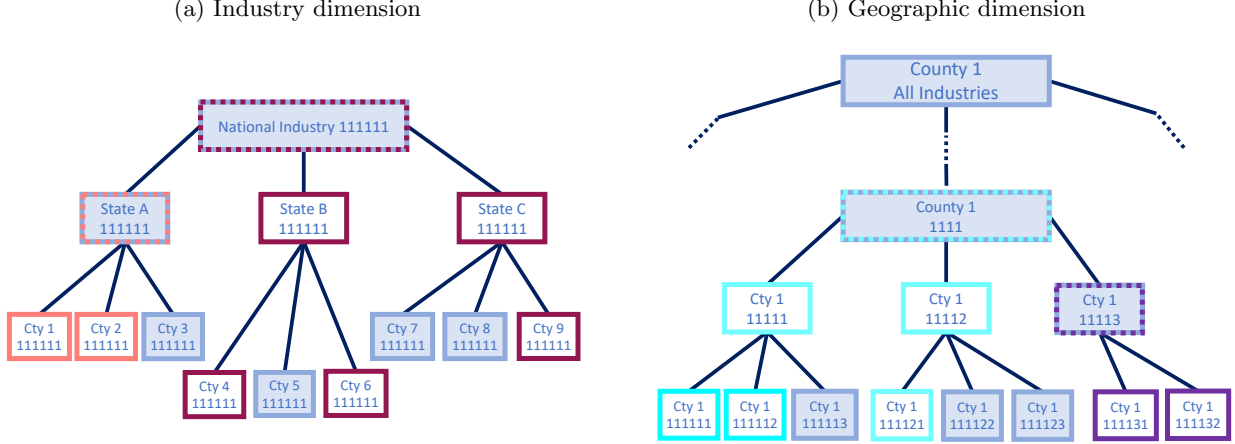 (a) Industry dimension
National Industry 111111
State A
111111
State B
111111
State C
111111
Cty 1
111111
Cty 2
111111
Cty 3
111111
Cty 7
111111
Cty 8
111111
Cty 9
111111
Cty 4
111111
Cty 5
111111
Cty 6
111111
(b) Geographic dimension
County 1
All Industries
County 1
1111
Cty 1
11111
Cty 1
11112
Cty 1
11113
Cty 1
111111
Cty 1
111112
Cty 1
111113
Cty 1
111121
Cty 1
111122
Cty 1
111123
Cty 1
111131
Cty 1
111132